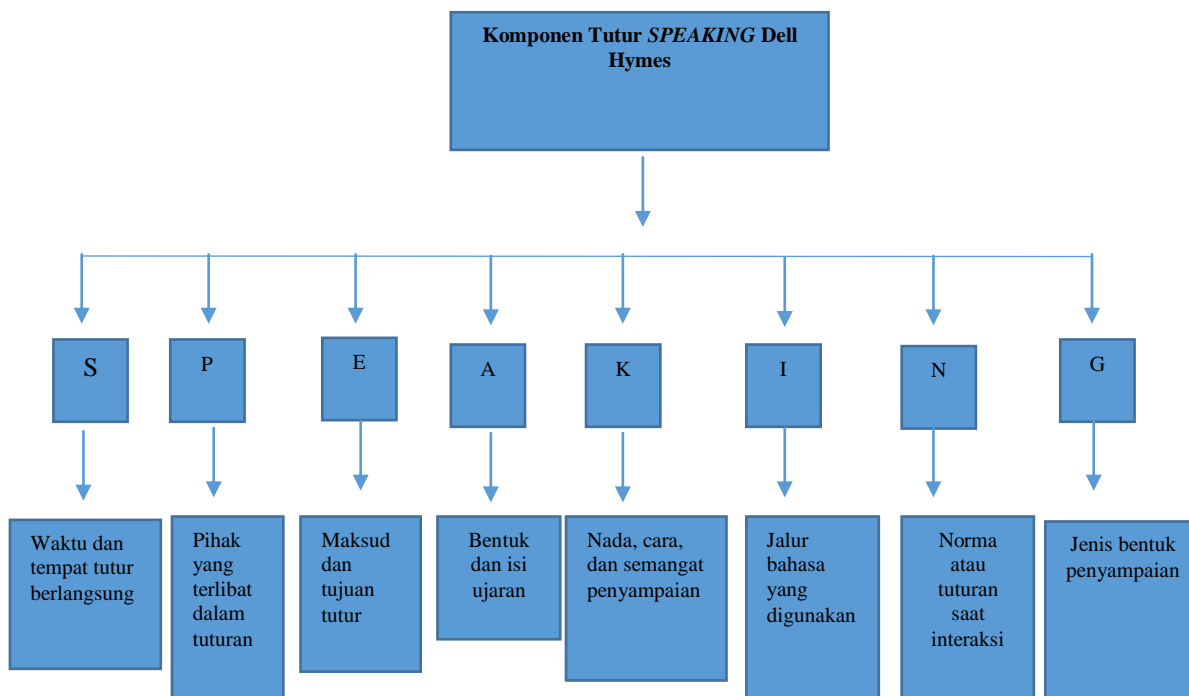 Komponen Tutur SPEAKING Dell
Hymes
S
P
E
A
K
I
N
G
Waktu dan
tempat tutur
berlangsung
Pihak
yang
terlibat
dalam
tuturan
Maksud
dan
tujuan
tutur
Bentuk
dan isi
ujaran
Nada, cara,
dan semangat
penyampaian
Jalur
bahasa
yang
digunakan
Norma
atau
tuturan
saat
interaksi
Jenis bentuk
penyampaian